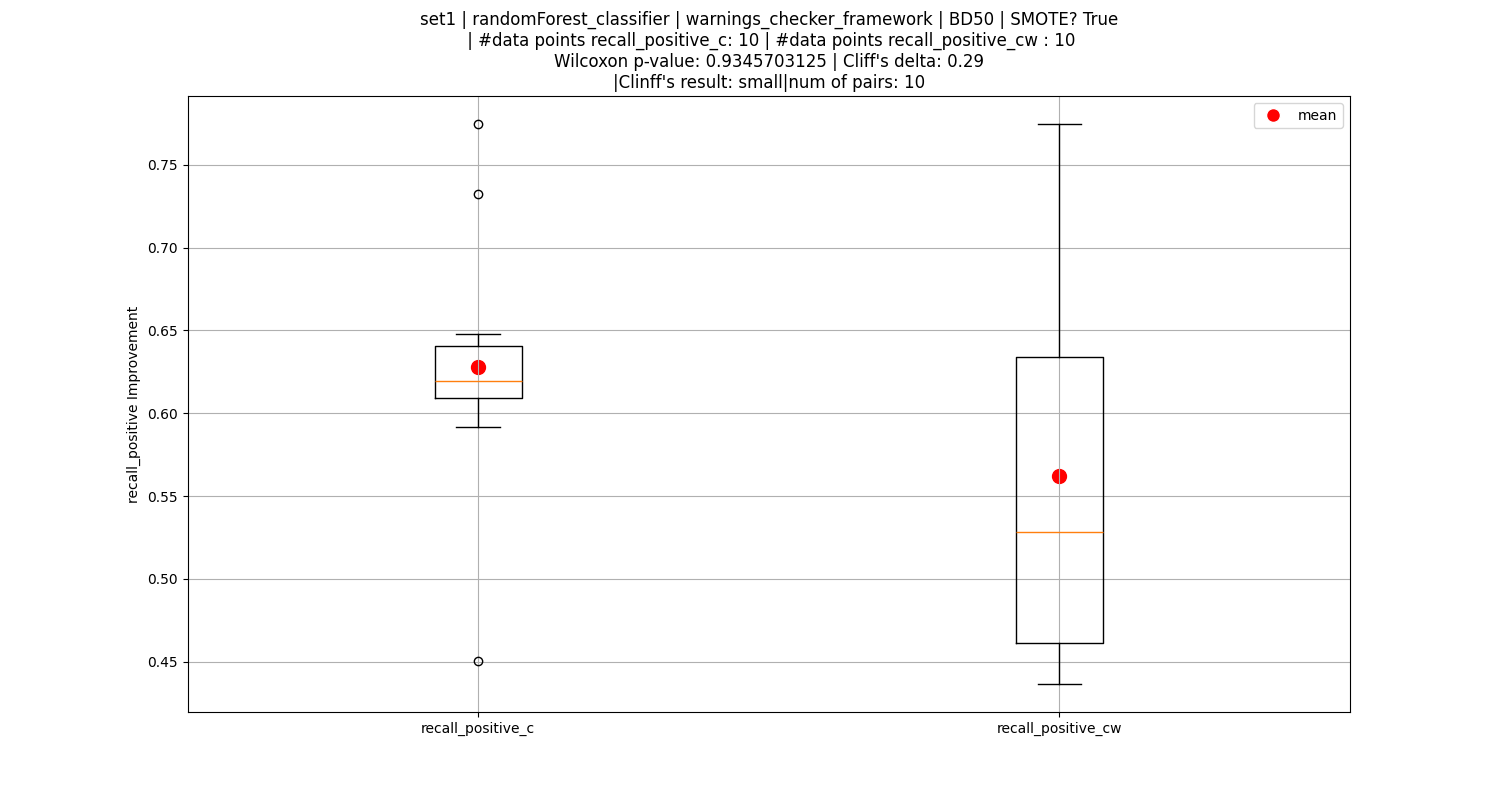 set1 | randomForest_classifier | warnings_checker_framework | BD50 | SMOTE? True
| #data points recall_positive_c: 10 | #data points recall_positive_cw : 10
Wilcoxon p-value: 0.9345703125 | Cliff's delta: 0.29
|Clinff's result: small|num of pairs: 10
mean
0.75
0.70
0.65
0.60
0.55
0.50
0.45
recall_positive Improvement
recall_positive_c
recall_positive_cw